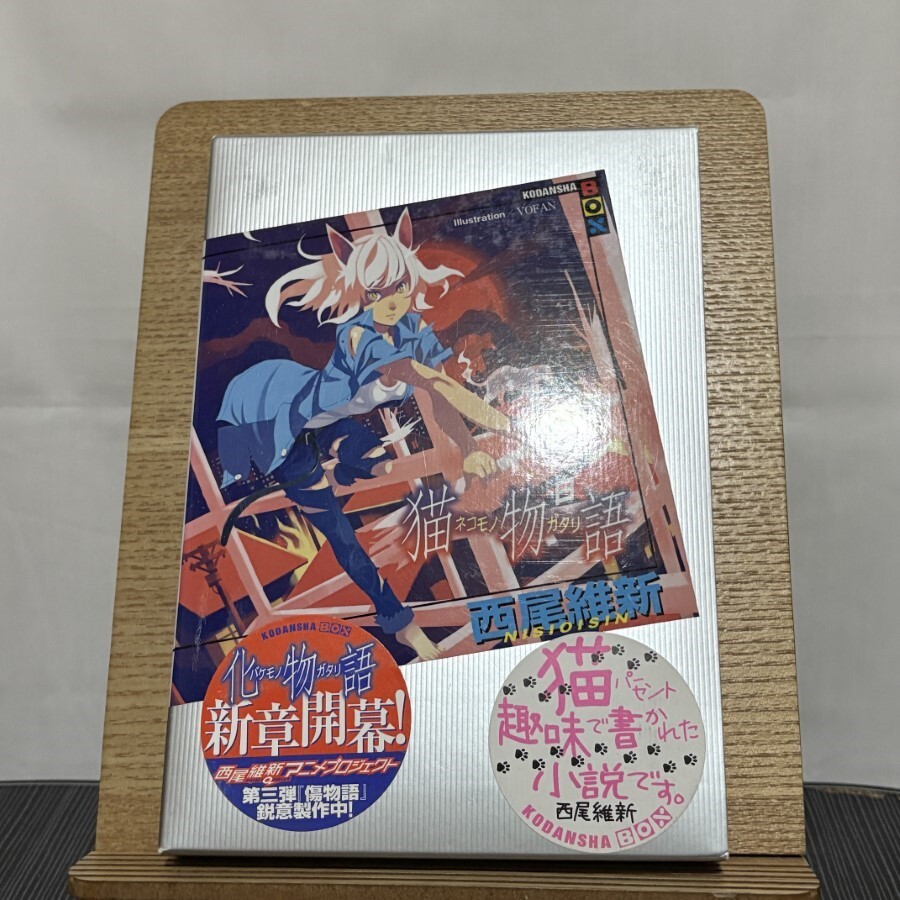 KODANSHA BOX
Illustration VOFAN
猫物語
ネコモノガタリ
白
西尾維新
NISIOISIN
KODANSHA BOX
化物語
バケモノガタリ
新章開幕!
西尾維新アニメプロジェクト
第三弾『傷物語』
鋭意製作中!
猫パーセント
趣味で書かれた
小説です。
西尾維新
KODANSHA BOX